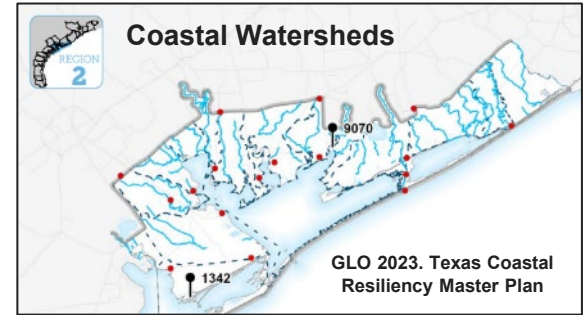 Coastal Watersheds
REGION
2
9070
1342
GLO 2023. Texas Coastal
Resiliency Master Plan